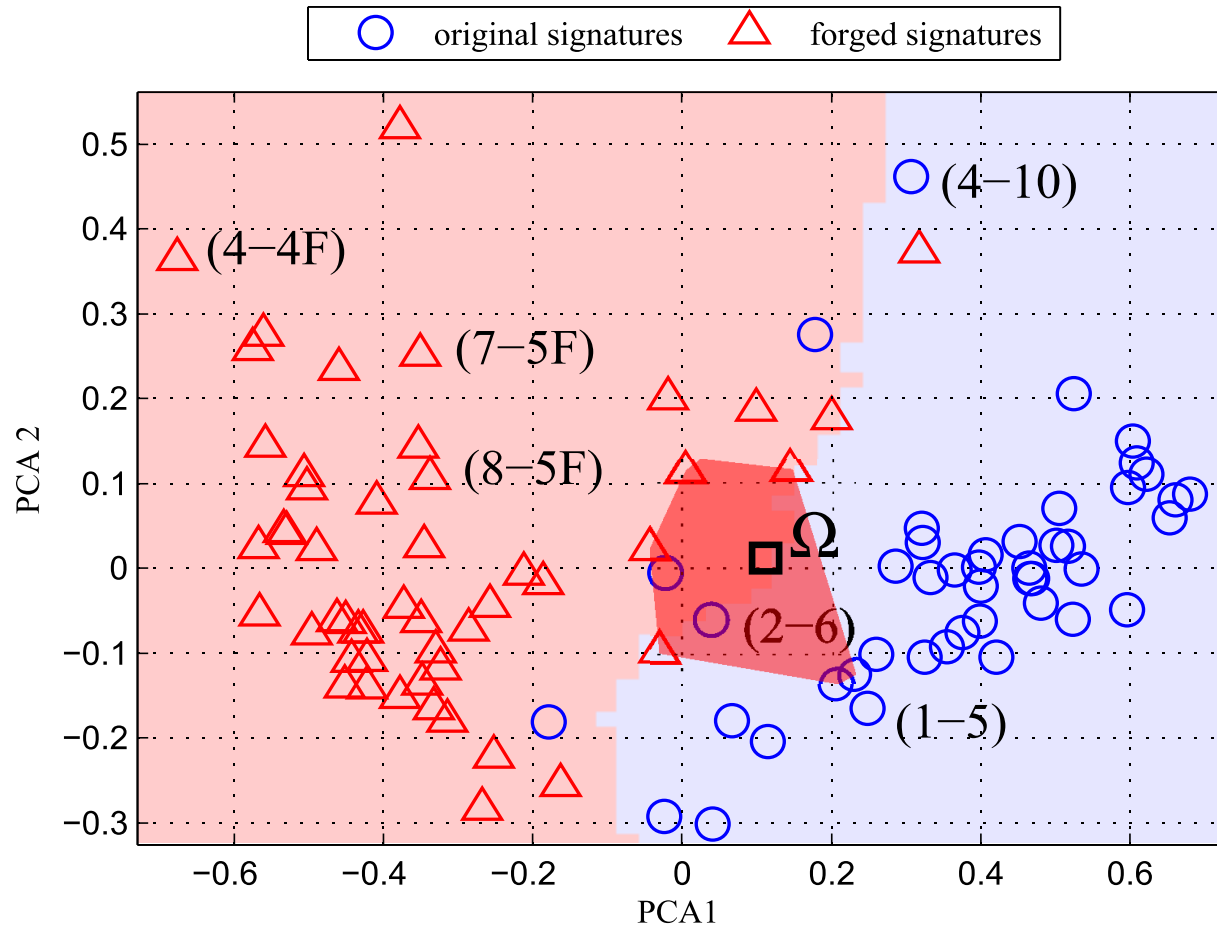 original signatures forged signatures
0.5
(4−10)
0.4
(4−4F)
0.3
(7−5F)
0.2
(8−5F)
0.1
PCA 2
Ω
0
(2−6)
−0.1
(1−5)
−0.2
−0.3
−0.6 −0.4 −0.2 0 0.2 0.4 0.6
PCA1